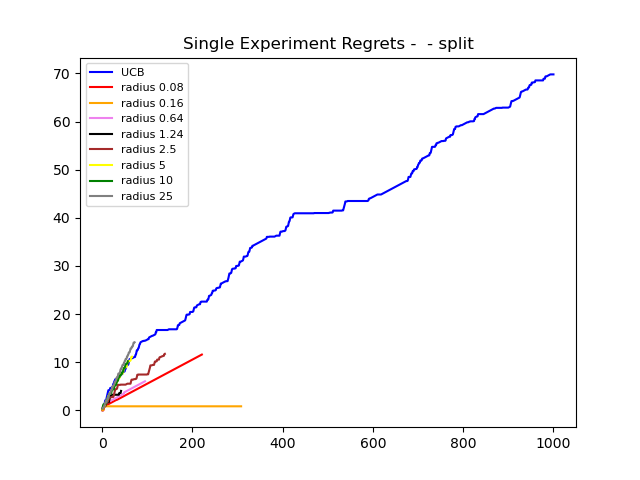 Single Experiment Regrets -  - split
UCB
radius 0.08
radius 0.16
radius 0.64
radius 1.24
radius 2.5
radius 5
radius 10
radius 25
70
60
50
40
30
20
10
0
0 200 400 600 800 1000